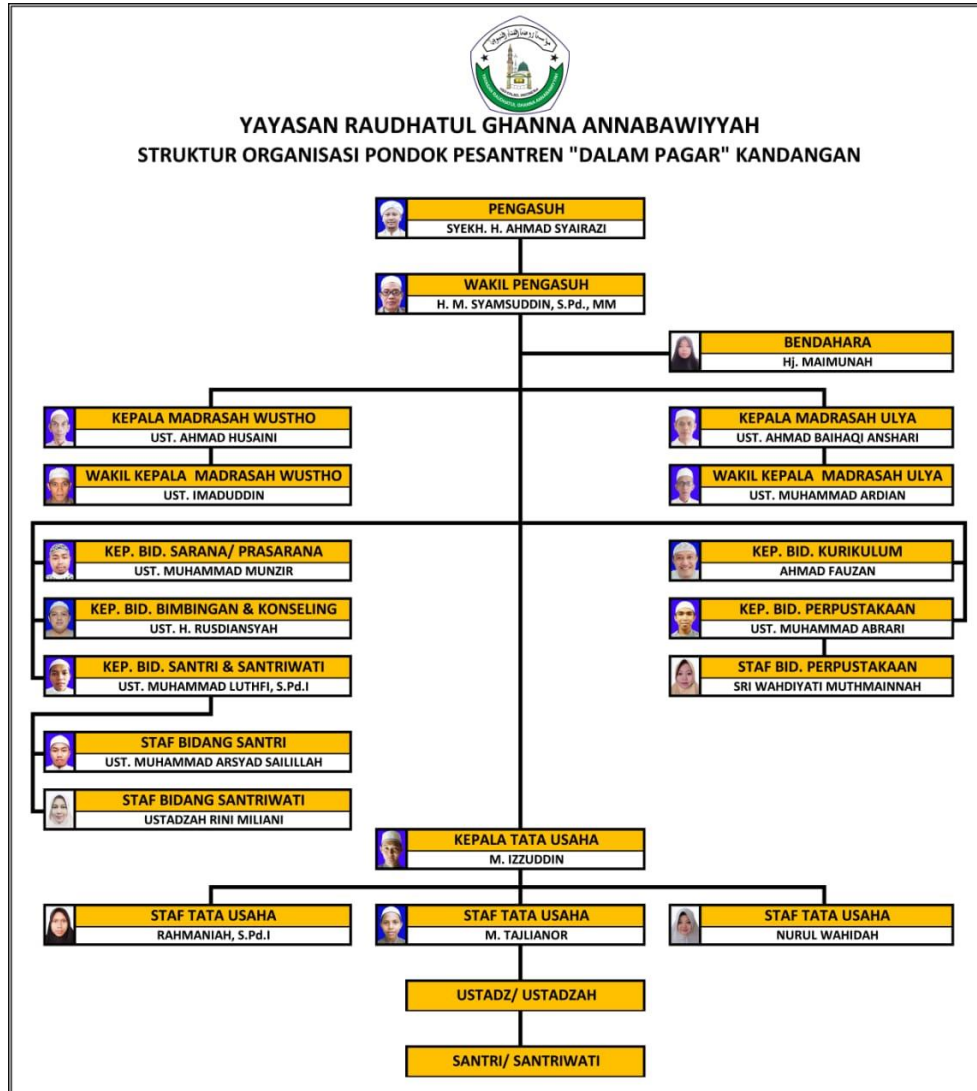 YAYASAN RAUDHATUL GHANNA ANNABAWIYYAH
YAYASAN RAUDHATUL GHANNA ANNABAWIYYAH
STRUKTUR ORGANISASI PONDOK PESANTREN "DALAM PAGAR" KANDANGAN
PENGASUH
SYEKH. H. AHMAD SYAIRAZI
WAKIL PENGASUH
H. M. SYAMSUDDIN, S.Pd., MM
BENDAHARA
Hj. MAIMUNAH
KEPALA MADRASAH WUSTHO
UST. AHMAD HUSAINI
KEPALA MADRASAH ULYA
UST. AHMAD BAIHAQI ANSHARI
WAKIL KEPALA MADRASAH WUSTHO
UST. IMADUDDIN
WAKIL KEPALA MADRASAH ULYA
UST. MUHAMMAD ARDIAN
KEP. BID. SARANA/ PRASARANA
UST. MUHAMMAD MUNZIR
KEP. BID. KURIKULUM
AHMAD FAUZAN
KEP. BID. BIMBINGAN & KONSELING
UST. H. RUSDIANSYAH
KEP. BID. PERPUSTAKAAN
UST. MUHAMMAD ABRARI
KEP. BID. SANTRI & SANTRIWATI
UST. MUHAMMAD LUTHFI, S.Pd.I
STAF BID. PERPUSTAKAAN
SRI WAHDIYATI MUTHMAINNAH
STAF BIDANG SANTRI
UST. MUHAMMAD ARSYAD SAILILLAH
STAF BIDANG SANTRIWATI
USTADZAH RINI MILIANI
KEPALA TATA USAHA
M. IZZUDDIN
STAF TATA USAHA
RAHMANIAH, S.Pd.I
STAF TATA USAHA
M. TAJLIANOR
STAF TATA USAHA
NURUL WAHIDAH
USTADZ/ USTADZAH
SANTRI/ SANTRIWATI